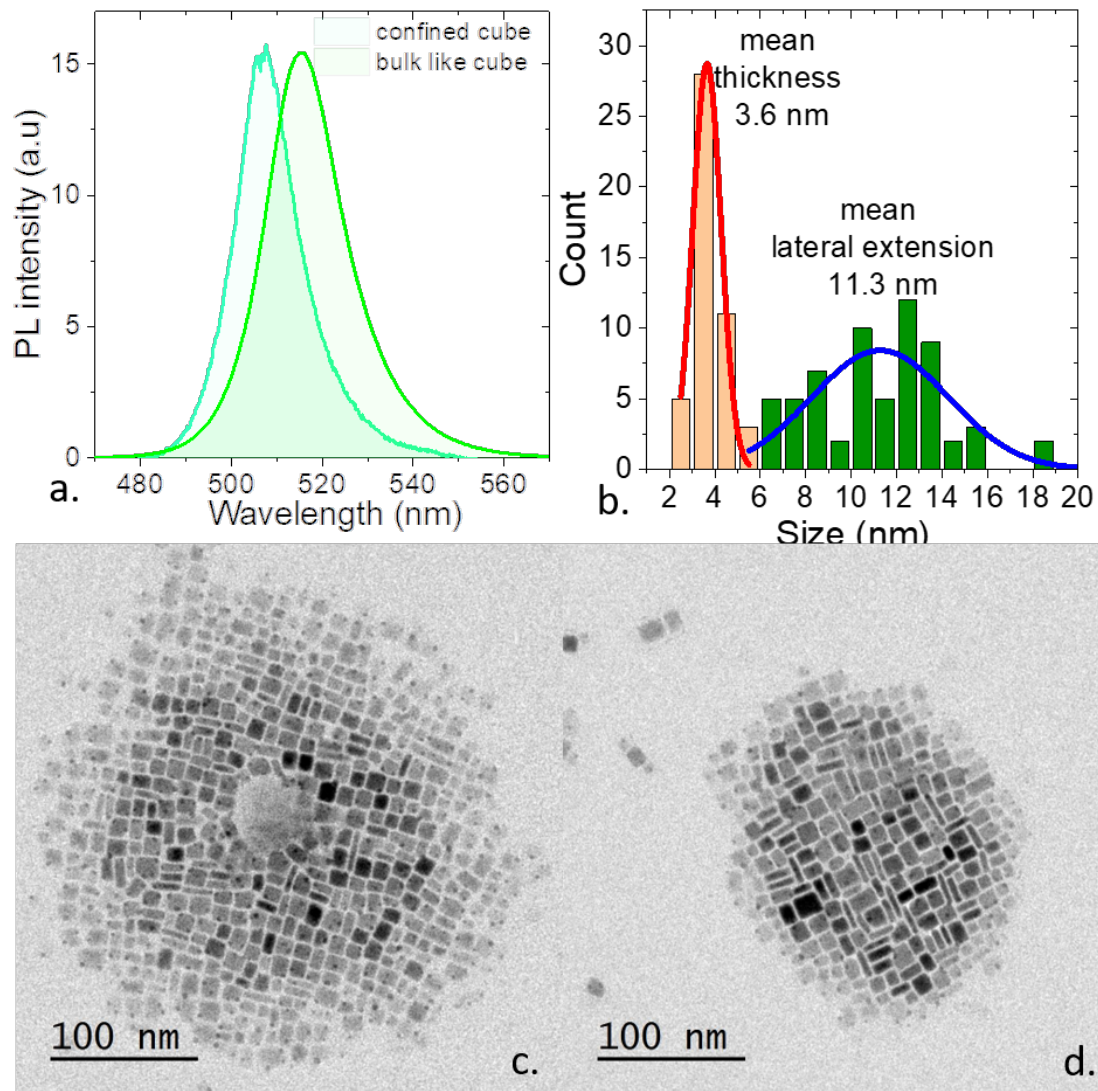 confined cube
bulk like cube
15
10
5
0
PL intensity (a.u)
480 500 520 540 560
Wavelength (nm)
a.
30
25
20
15
10
5
0
Count
mean
thickness
3.6 nm
mean
lateral extension
11.3 nm
2 4 6 8 10 12 14 16 18 20
Size (nm)
b.
100 nm
c.
100 nm
d.